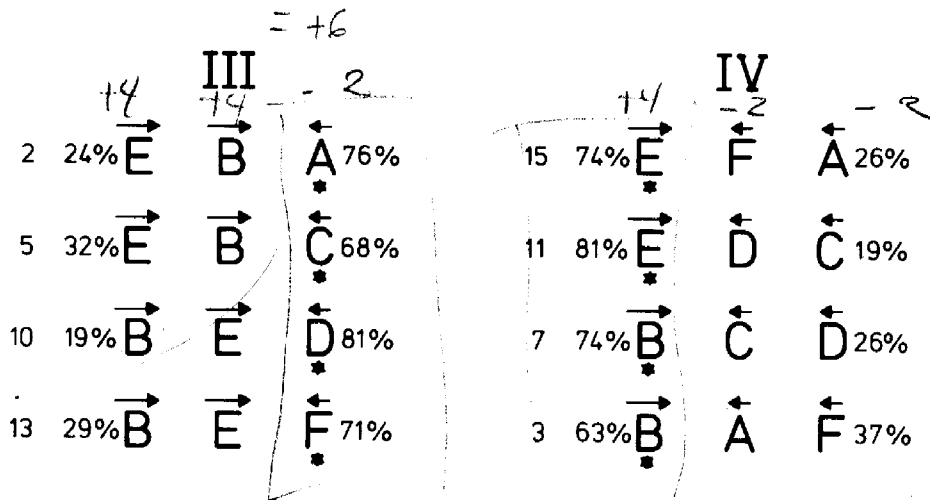 = +6
III
+4 +4 - 2
2 24% E B A 76%
5 32% E B C 68%
10 19% B E D 81%
13 29% B E F 71%
IV
+4 -2 - 2
15 74% E F A 26%
11 81% E D C 19%
7 74% B C D 26%
3 63% B A F 37%